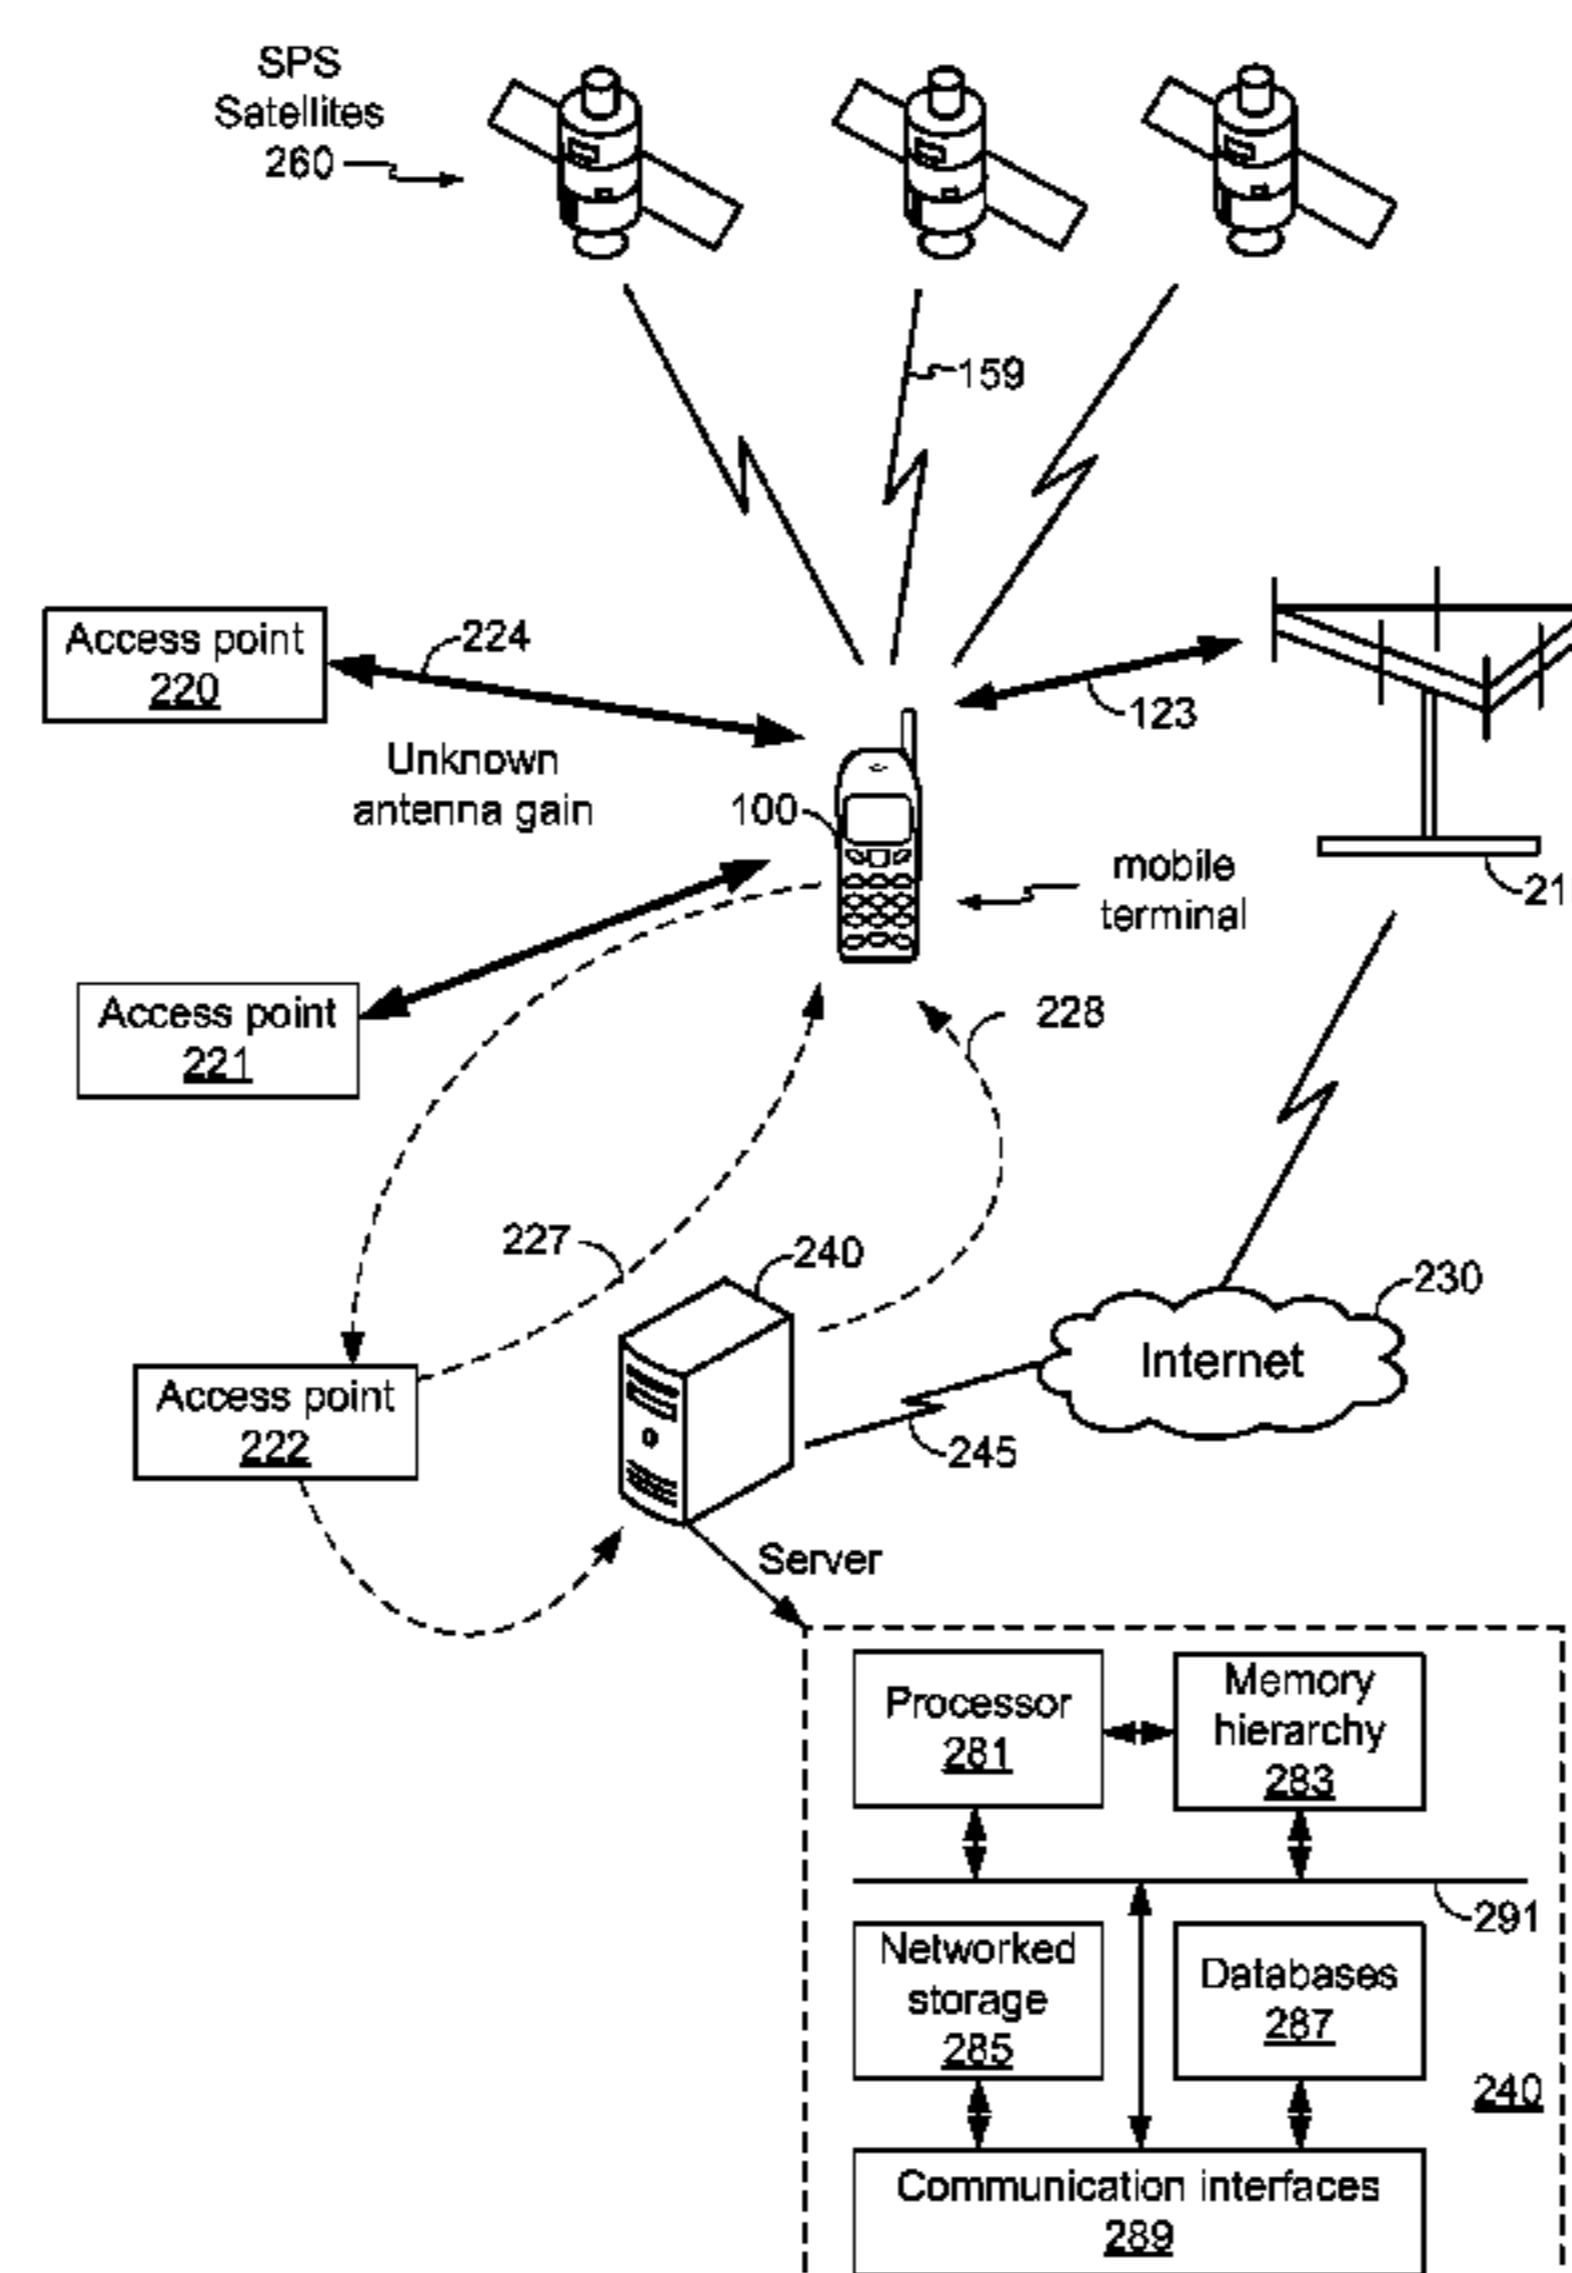 SPS
Satellites
260
159
Access point
220
224
123
Unknown
antenna gain
100
mobile
terminal
Access point
221
228
227
240
230
Internet
Access point
222
245
Server
Processor
281
Memory
hierarchy
283
291
Networked
storage
285
Databases
287
240
Communication interfaces
289